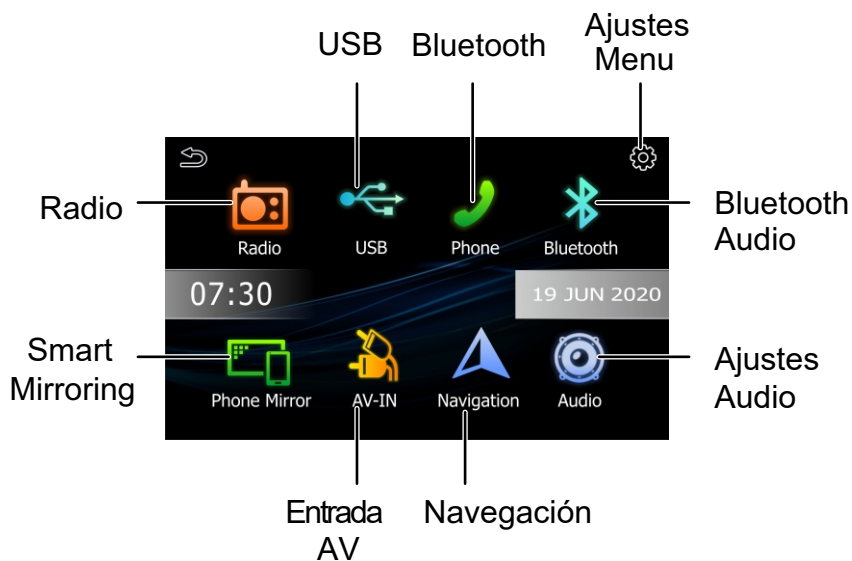 USB
Bluetooth
Ajustes
Menu
Radio
Bluetooth
Audio
Radio
USB
Phone
Bluetooth
07:30
19 JUN 2020
Smart
Mirroring
Ajustes
Audio
Phone Mirror
AV-IN
Navigation
Audio
Entrada
AV
Navegación